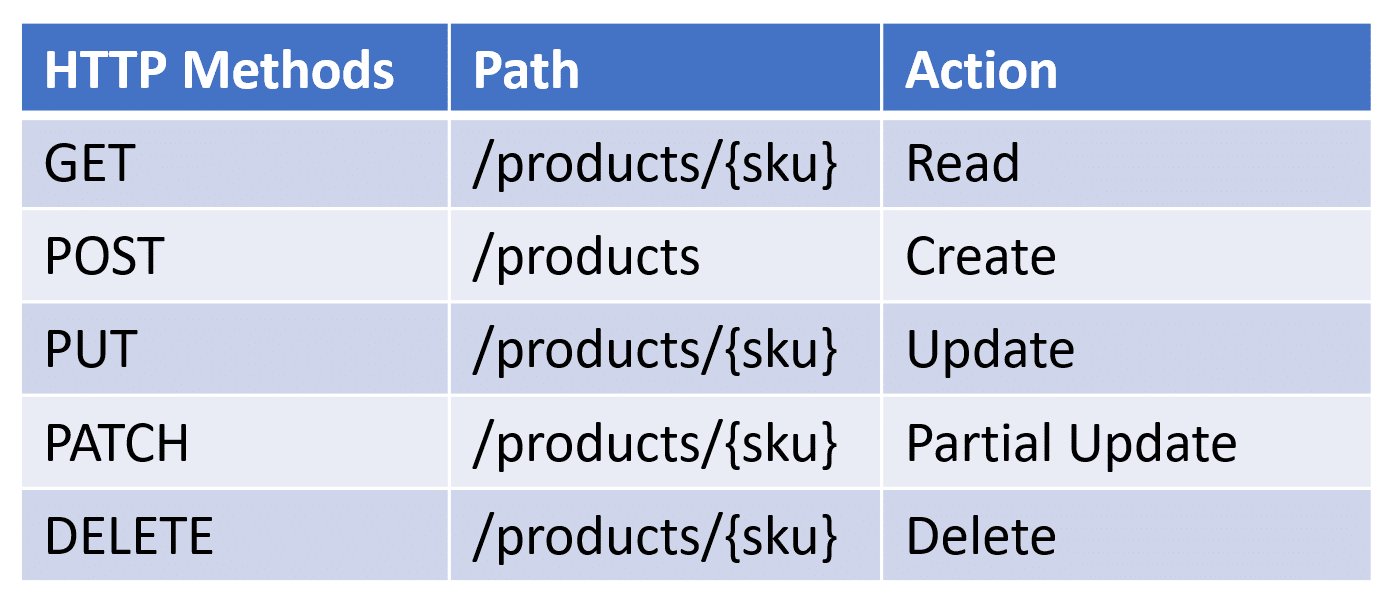 HTTP Methods Path Action
GET /products/{sku} Read
POST /products Create
PUT /products/{sku} Update
PATCH /products/{sku} Partial Update
DELETE /products/{sku} Delete